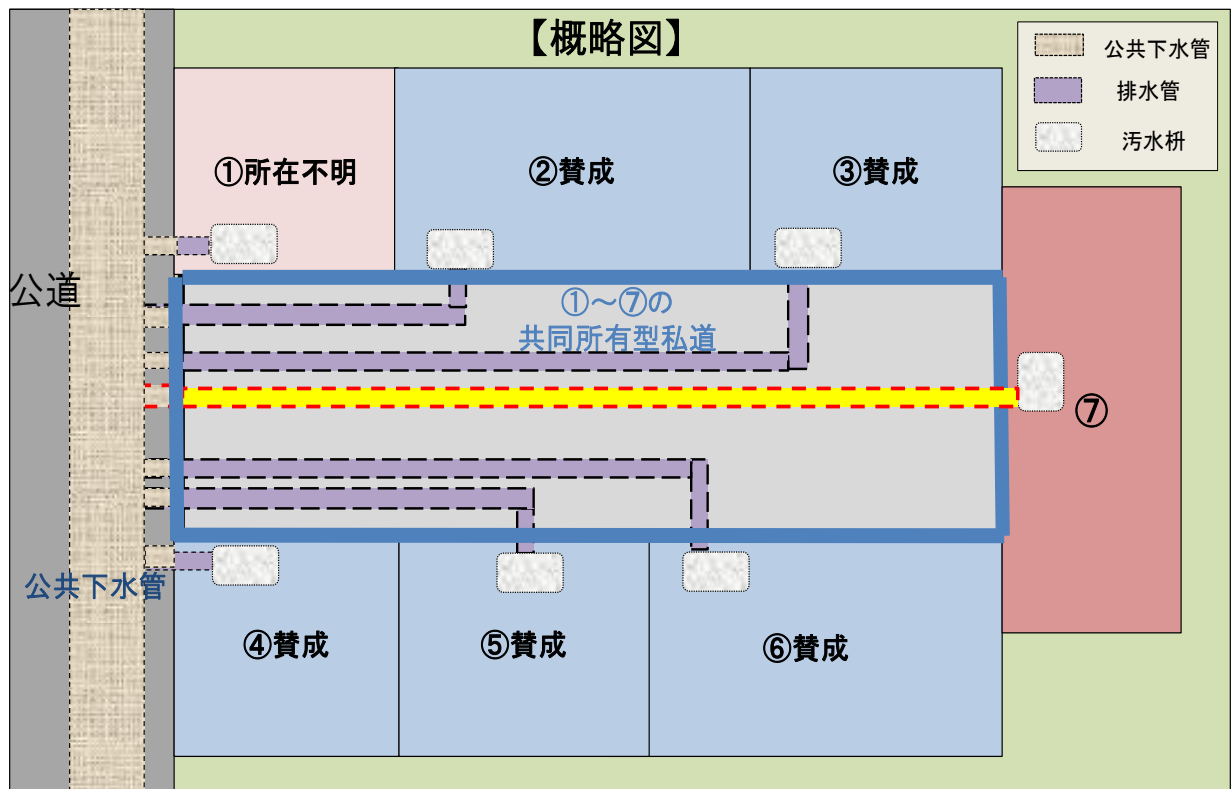 【概略図】
公共下水管
排水管
汚水枡
①所在不明
②賛成
③賛成
公道
①～⑦の
共同所有型私道
⑦
公共下水管
④賛成
⑤賛成
⑥賛成